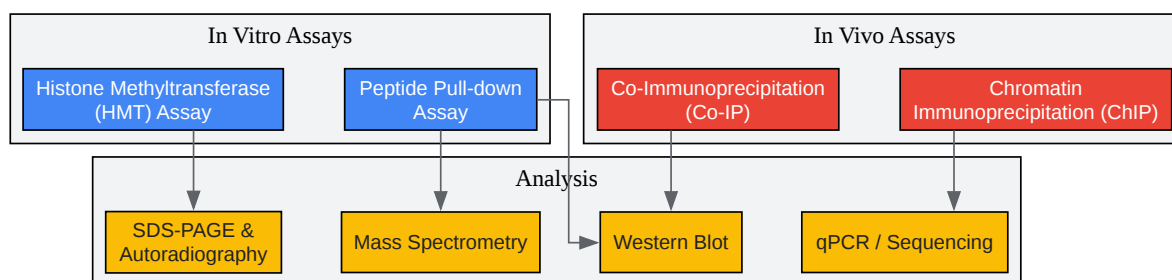 In Vitro Assays
Histone Methyltransferase
(HMT) Assay
Peptide Pull-down
Assay
In Vivo Assays
Co-Immunoprecipitation
(Co-IP)
Chromatin
Immunoprecipitation (ChIP)
Analysis
SDS-PAGE &
Autoradiography
Mass Spectrometry
Western Blot
qPCR / Sequencing